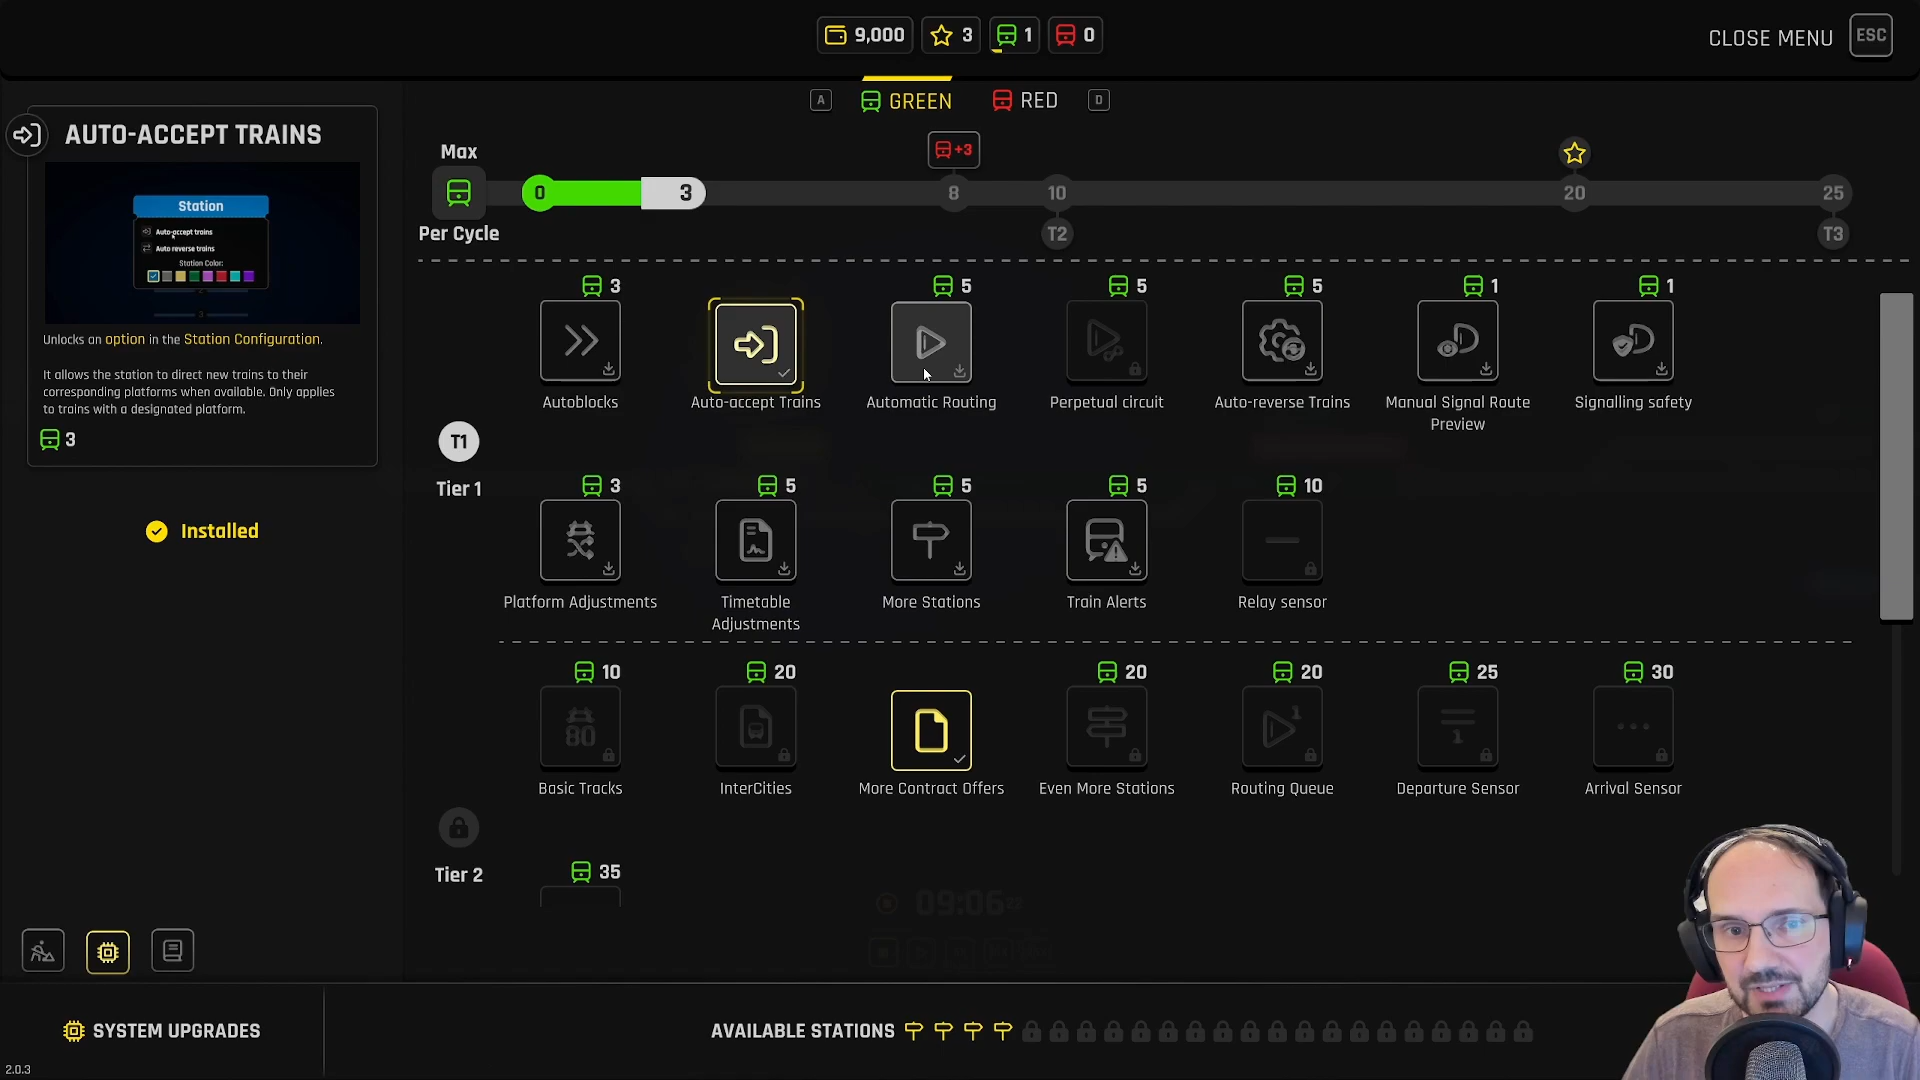 9,000
3
1
0
CLOSE MENU ESC
A GREEN RED D
AUTO-ACCEPT TRAINS
Station
Auto-accept trains
Auto reverse trains
Station Color:
3
Unlocks an option in the Station Configuration.
It allows the station to direct new trains to their
corresponding platforms when available. Only applies
to trains with a designated platform.
3
Installed
Max
Per Cycle
+3
0 3 8 10 20 25
T2 T3
3 5 5 5 1 1
Autoblocks Auto-accept Trains Automatic Routing Perpetual circuit Auto-reverse Trains Manual Signal Route Preview Signalling safety
T1
Tier 1
3 5 5 5 10
Platform Adjustments Timetable Adjustments More Stations Train Alerts Relay sensor
10 20 20 20 25 30
80 1 1
Basic Tracks InterCities More Contract Offers Even More Stations Routing Queue Departure Sensor Arrival Sensor
Tier 2
35
09:06
SYSTEM UPGRADES
AVAILABLE STATIONS
2.0.3